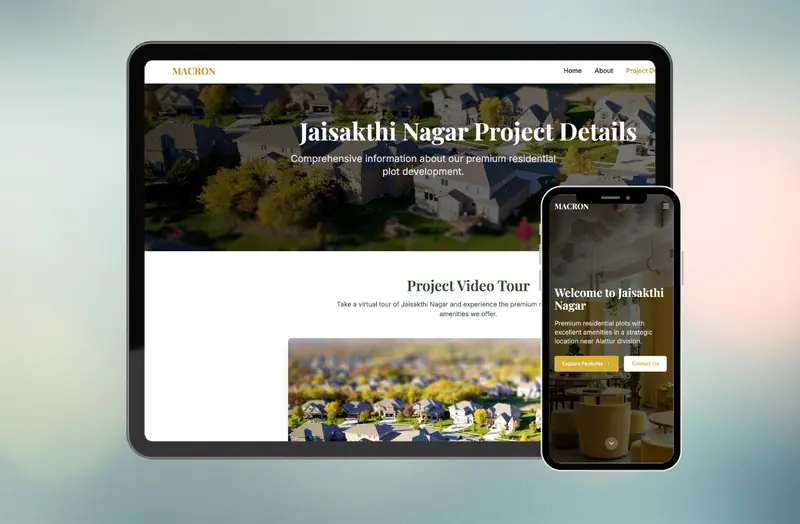 MACRON
Home About Project De
Jaisakthi Nagar Project Details
Comprehensive information about our premium residential
plot development.
Project Video Tour
Take a virtual tour of Jaisakthi Nagar and experience the premium r
amenities we offer.
MACRON
Welcome to Jaisakthi
Nagar
Premium residential plots with
excellent amenities in a strategic
location near Alattur division.
Explore Features
Contact Us